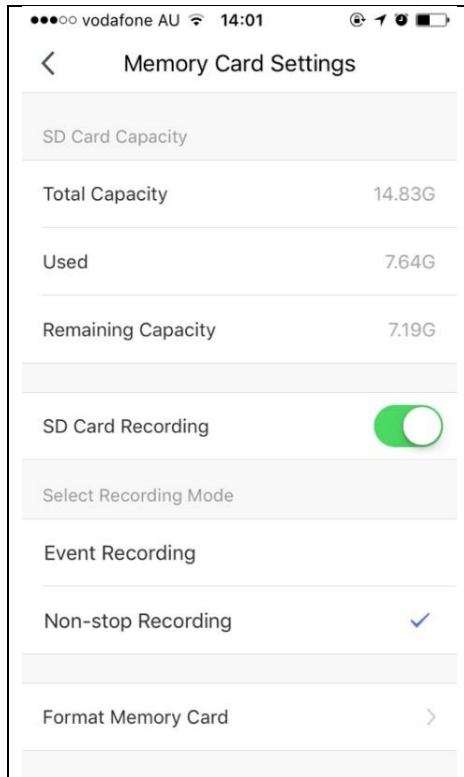 vodafone AU 14:01
Memory Card Settings
SD Card Capacity
Total Capacity 14.83G
Used 7.64G
Remaining Capacity 7.19G
SD Card Recording
Select Recording Mode
Event Recording
Non-stop Recording
Format Memory Card